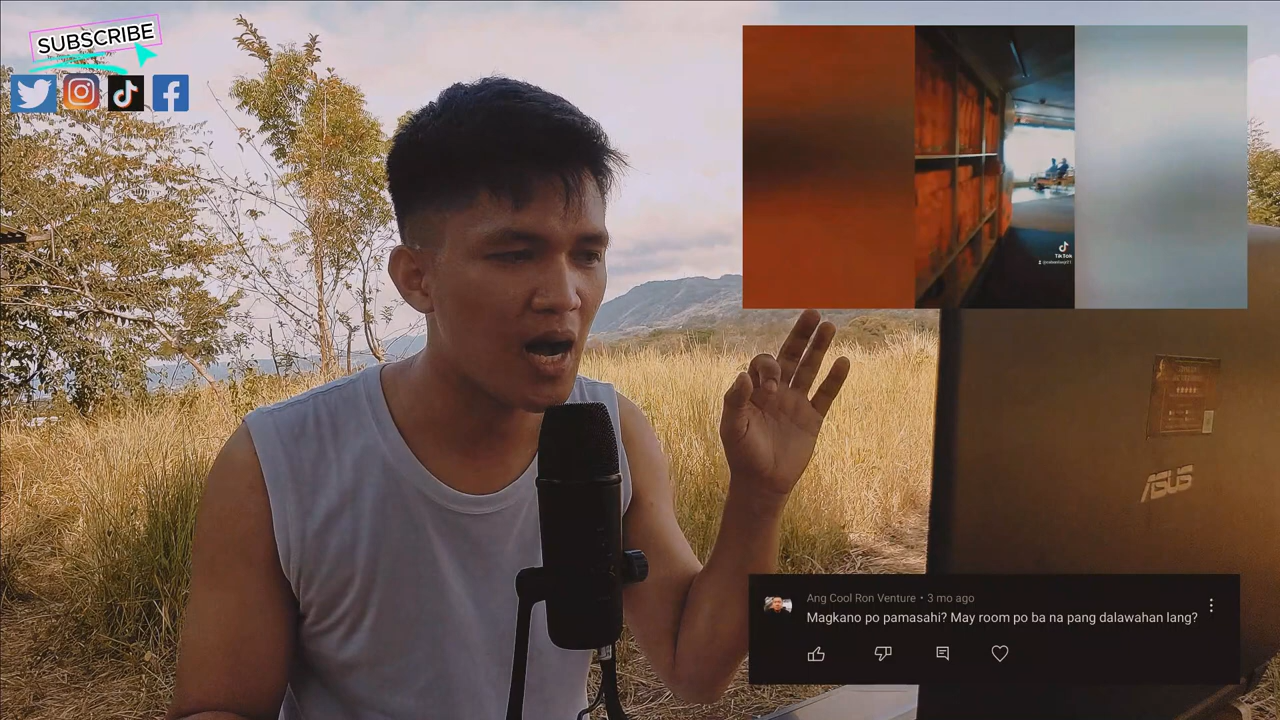 SUBSCRIBE
TikTok
ASUS
Ang Cool Ron Venture • 3 mo ago
Magkano po pamasahi? May room po ba na pang dalawahan lang?